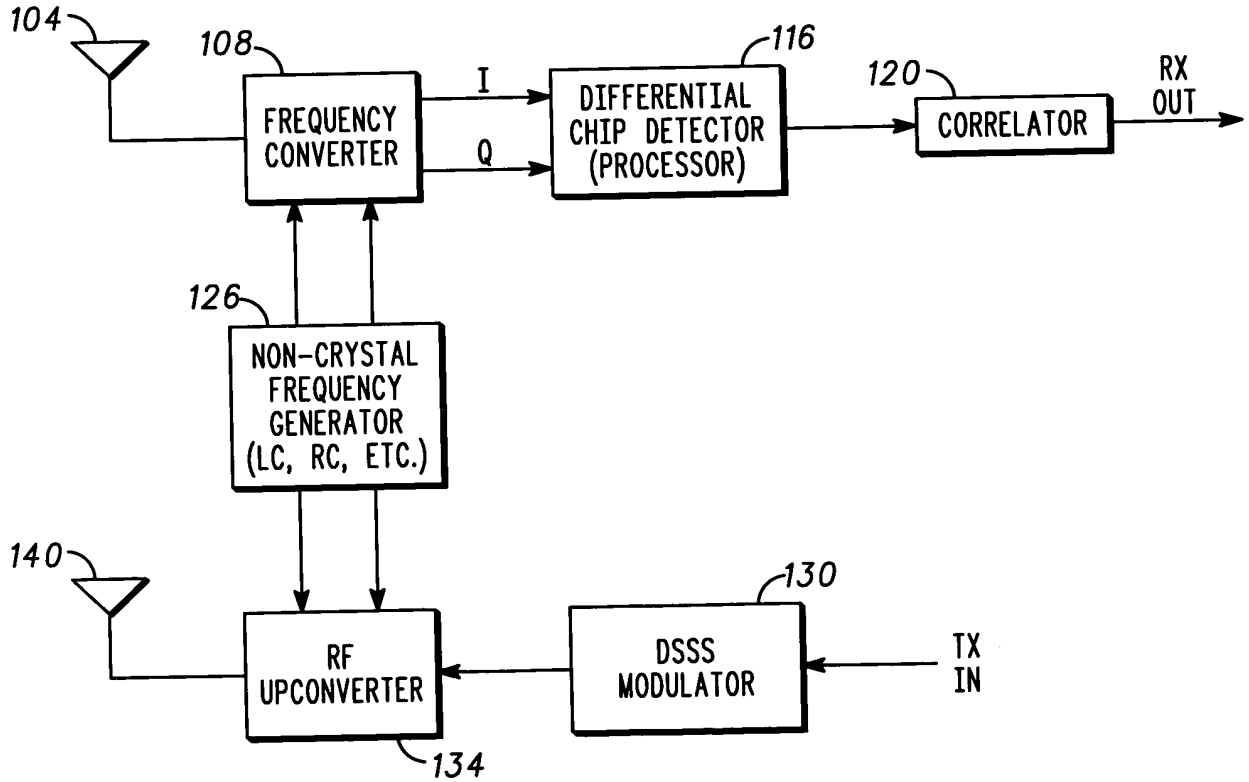 104
108
116
120
I
Q
FREQUENCY
CONVERTER
DIFFERENTIAL
CHIP DETECTOR
(PROCESSOR)
CORRELATOR
RX
OUT
126
NON-CRYSTAL
FREQUENCY
GENERATOR
(LC, RC, ETC.)
140
130
RF
UPCONVERTER
DSSS
MODULATOR
TX
IN
134